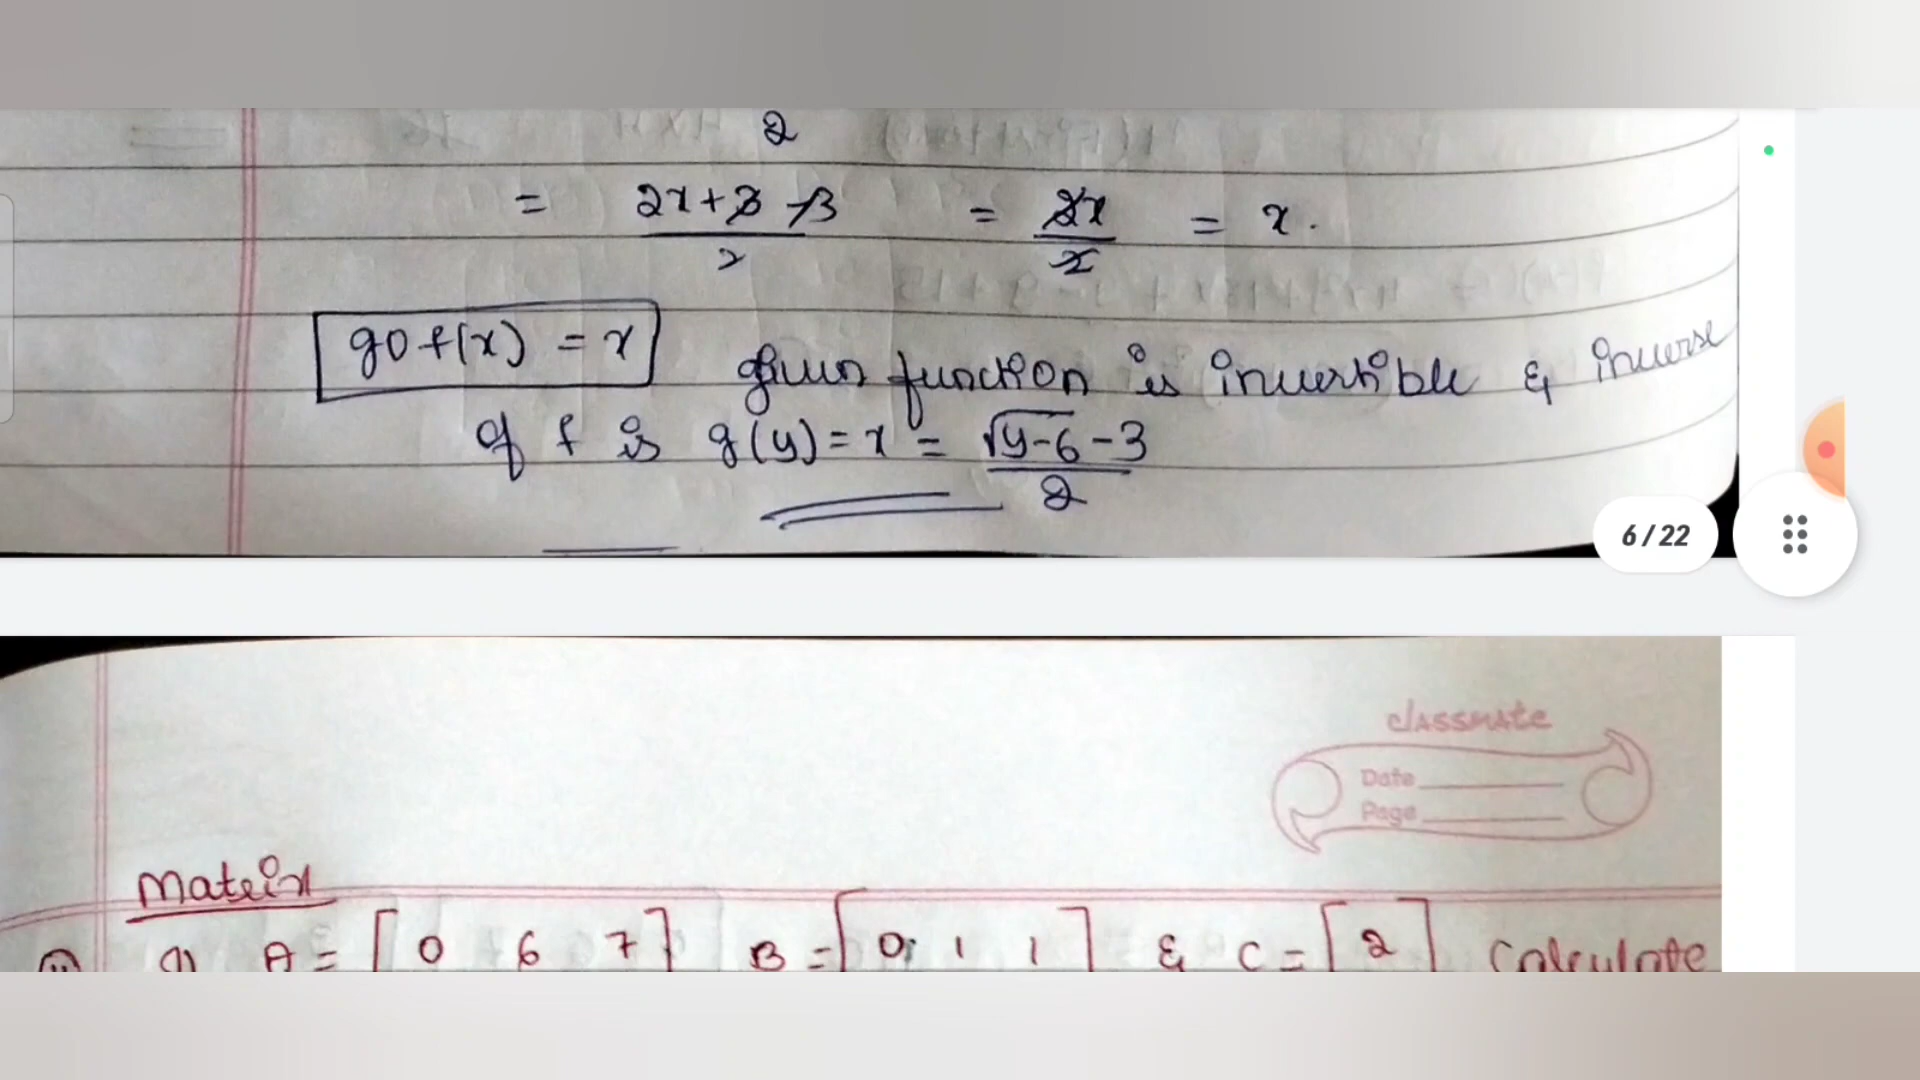 2
= 2x+3-3 / 2 = 2x / 2 = x.
gof(x) = x given function is invertible & inverse
of f is g(y) = x = √y-6 -3 / 2
6 / 22
classmate
Date
Page
Matrix
A = [ 0 6 7 ] B = [ 0 1 1 ] & C = [ 2 ] Calculate